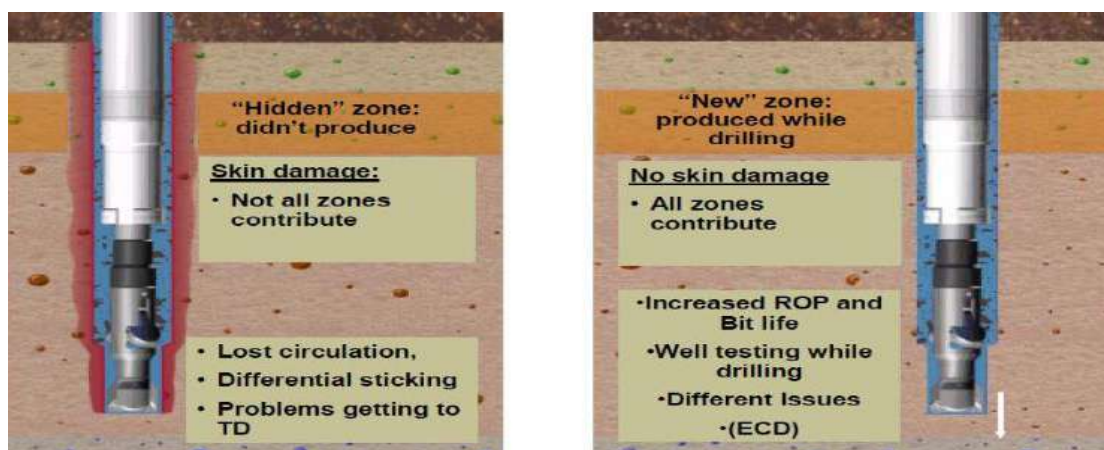 “Hidden” zone:
didn’t produce
Skin damage:
• Not all zones
contribute
• Lost circulation,
• Differential sticking
• Problems getting to
TD
“New” zone:
produced while
drilling
No skin damage
• All zones
contribute
•Increased ROP and
Bit life
•Well testing while
drilling
•Different Issues
•(ECD)